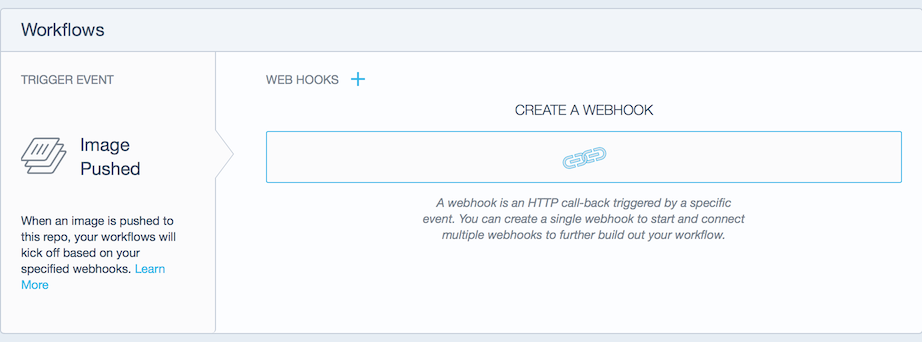 Workflows
TRIGGER EVENT
Image
Pushed
When an image is pushed to
this repo, your workflows will
kick off based on your
specified webhooks. Learn
More
WEB HOOKS +
CREATE A WEBHOOK
A webhook is an HTTP call-back triggered by a specific
event. You can create a single webhook to start and connect
multiple webhooks to further build out your workflow.